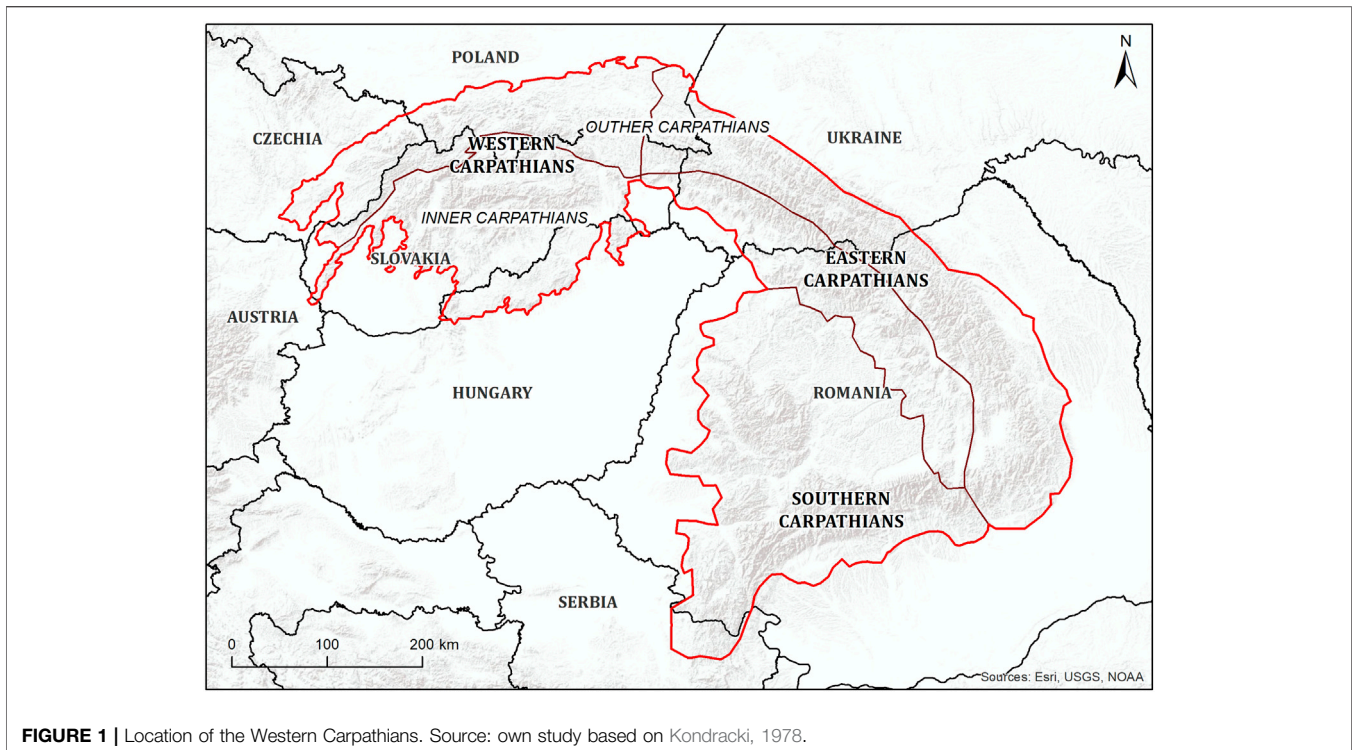 N
POLAND
CZECHIA
OUTHER CARPATHIANS
UKRAINE
WESTERN
CARPATHIANS
INNER CARPATHIANS
SLOVAKIA
EASTERN
CARPATHIANS
AUSTRIA
HUNGARY
ROMANIA
SOUTHERN
CARPATHIANS
SERBIA
0 100 200 km
Sources: Esri, USGS, NOAA
FIGURE 1 | Location of the Western Carpathians. Source: own study based on Kondracki, 1978.